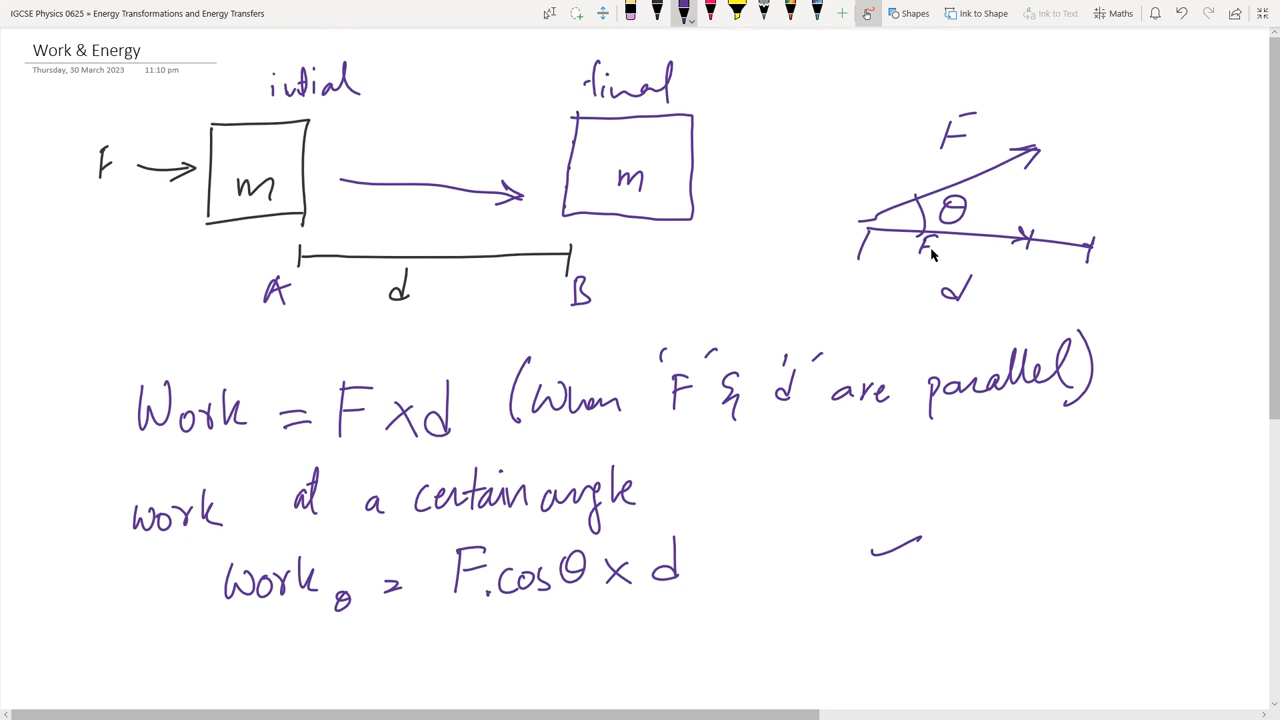 IGCSE Physics 0625 » Energy Transformations and Energy Transfers
Shapes
Ink to Shape
Ink to Text
Maths
Work & Energy
Thursday, 30 March 2023 11:10 pm
initial
final
F
m
m
A
d
B
F
θ
F
d
Work = F x d (When 'F' & 'd' are parallel)
work at a certain angle
Work θ = F.cosθ x d